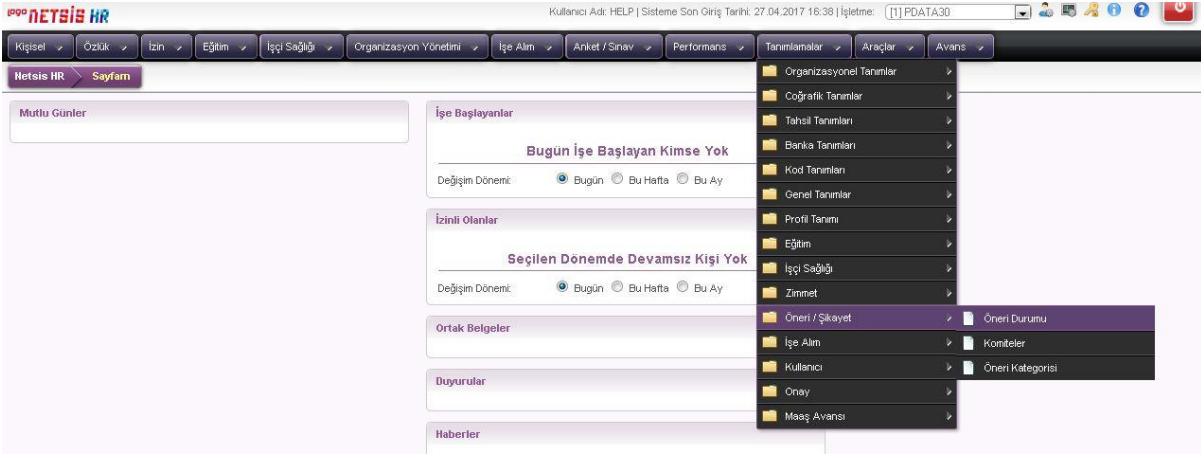 logo NETSİS HR
Kullanıcı Adı: HELP | Sisteme Son Giriş Tarihi: 27.04.2017 16:38 | İşletme: [1] PDATA30
Kişisel Özlük İzin Eğitim İşçi Sağlığı Organizasyon Yönetimi İşe Alım Anket / Sınav Performans Tanımlamalar Araçlar Avans
Netsis HR Sayfam
Mutlu Günler
İşe Başlayanlar
Bugün İşe Başlayan Kimse Yok
Değişim Dönemi: Bugün Bu Hafta Bu Ay
İzinli Olanlar
Seçilen Dönemde Devamsız Kişi Yok
Değişim Dönemi: Bugün Bu Hafta Bu Ay
Ortak Belgeler
Duyurular
Haberler
Organizasyonel Tanımlar
Coğrafik Tanımlar
Tahsil Tanımları
Banka Tanımları
Kod Tanımları
Genel Tanımlar
Profil Tanımı
Eğitim
İşçi Sağlığı
Zimmet
Öneri / Şikayet
İşe Alım
Kullanıcı
Onay
Maaş Avansı
Öneri Durumu
Komiteler
Öneri Kategorisi